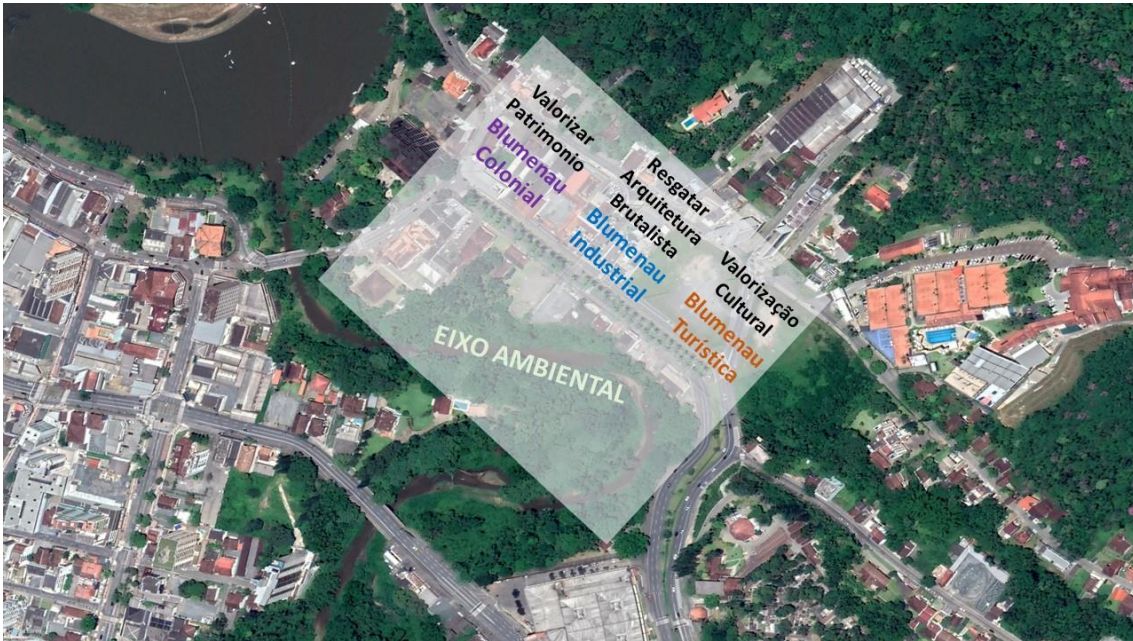 Valorizar
Patrimonio
Blumenau
Colonial
Resgatar
Arquitetura
Brutalista
Blumenau
Industrial
Valorização
Cultural
Blumenau
Turística
EIXO AMBIENTAL